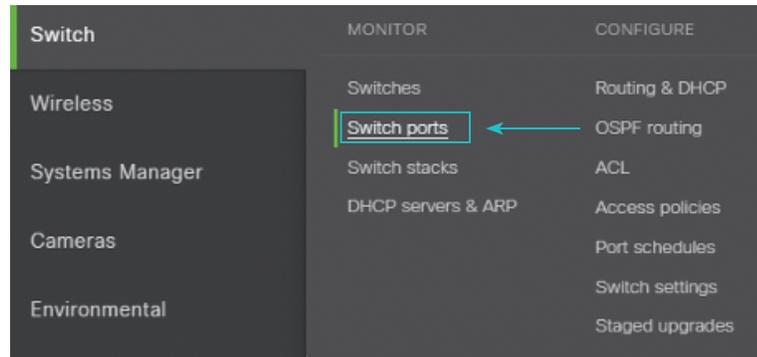 Switch
Wireless
Systems Manager
Cameras
Environmental
MONITOR
Switches
Switch ports
Switch stacks
DHCP servers & ARP
CONFIGURE
Routing & DHCP
OSPF routing
ACL
Access policies
Port schedules
Switch settings
Staged upgrades